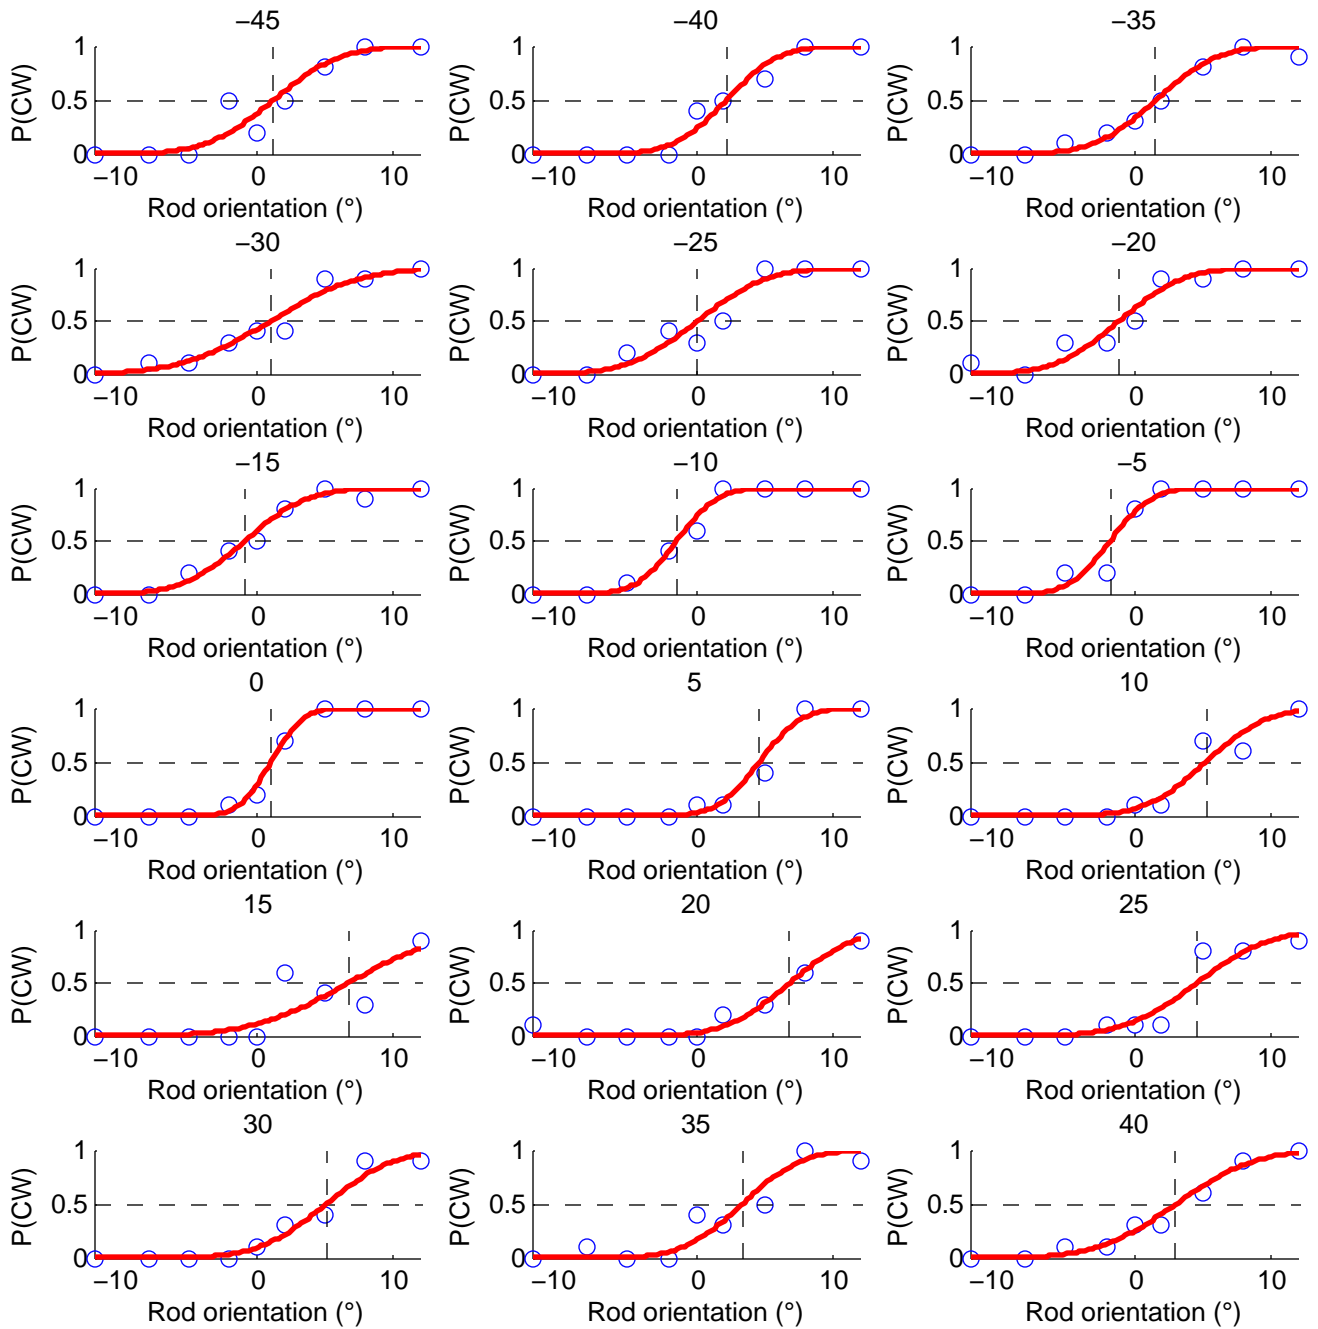 −45 −40 −35
1 1 1
P(CW) 0.5 P(CW) 0.5 P(CW) 0.5
0 0 0
−10 0 10 −10 0 10 −10 0 10
Rod orientation (°) Rod orientation (°) Rod orientation (°)
−30 −25 −20
1 1 1
P(CW) 0.5 P(CW) 0.5 P(CW) 0.5
0 0 0
−10 0 10 −10 0 10 −10 0 10
Rod orientation (°) Rod orientation (°) Rod orientation (°)
−15 −10 −5
1 1 1
P(CW) 0.5 P(CW) 0.5 P(CW) 0.5
0 0 0
−10 0 10 −10 0 10 −10 0 10
Rod orientation (°) Rod orientation (°) Rod orientation (°)
0 5 10
1 1 1
P(CW) 0.5 P(CW) 0.5 P(CW) 0.5
0 0 0
−10 0 10 −10 0 10 −10 0 10
Rod orientation (°) Rod orientation (°) Rod orientation (°)
15 20 25
1 1 1
P(CW) 0.5 P(CW) 0.5 P(CW) 0.5
0 0 0
−10 0 10 −10 0 10 −10 0 10
Rod orientation (°) Rod orientation (°) Rod orientation (°)
30 35 40
1 1 1
P(CW) 0.5 P(CW) 0.5 P(CW) 0.5
0 0 0
−10 0 10 −10 0 10 −10 0 10
Rod orientation (°) Rod orientation (°) Rod orientation (°)